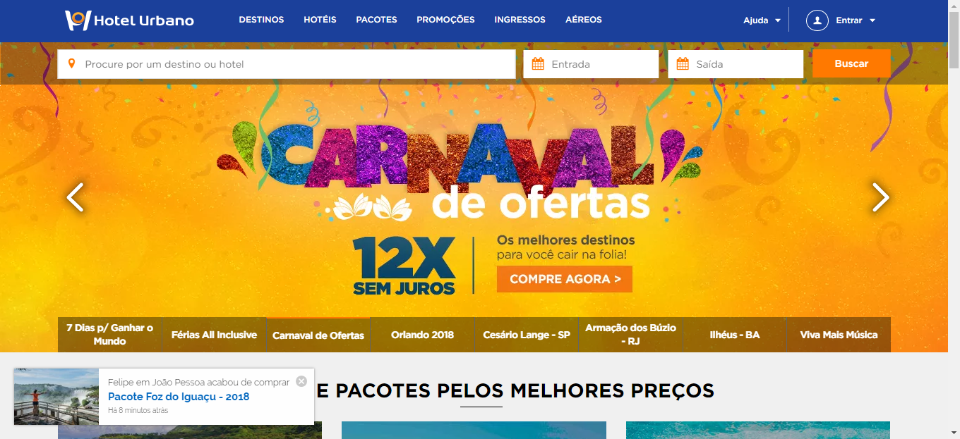 Hotel Urbano
DESTINOS HOTÉIS PACOTES PROMOÇÕES INGRESSOS AÉREOS
Ajuda Entrar
Procure por um destino ou hotel Entrada Saída Buscar
CARNAVAL
de ofertas
12X
SEM JUROS
Os melhores destinos
para você cair na folia!
COMPRE AGORA >
7 Dias p/ Ganhar o
Mundo
Férias All Inclusive
Carnaval de Ofertas
Orlando 2018
Cesário Lange - SP
Armação dos Búzio
- RJ
Ilhéus - BA
Viva Mais Música
Felipe em João Pessoa acabou de comprar
Pacote Foz do Iguaçu - 2018
Há 8 minutos atrás
E PACOTES PELOS MELHORES PREÇOS